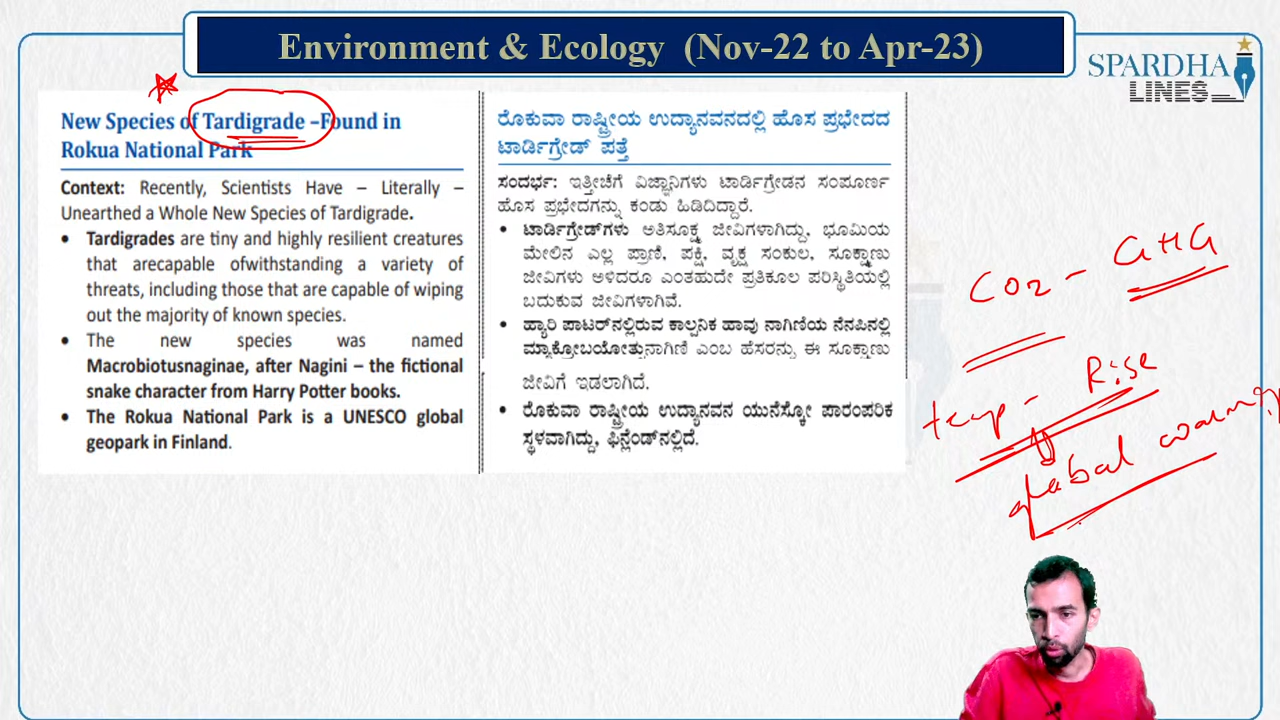 Environment & Ecology (Nov-22 to Apr-23)
SPARDHA
LINES
New Species of Tardigrade –Found in
Rokua National Park
Context: Recently, Scientists Have – Literally –
Unearthed a Whole New Species of Tardigrade.
• Tardigrades are tiny and highly resilient creatures
that arecapable ofwithstanding a variety of
threats, including those that are capable of wiping
out the majority of known species.
• The new species was named
Macrobiotusnaginae, after Nagini – the fictional
snake character from Harry Potter books.
• The Rokua National Park is a UNESCO global
geopark in Finland.
ರೊಕುವಾ ರಾಷ್ಟ್ರೀಯ ಉದ್ಯಾನವನದಲ್ಲಿ ಹೊಸ ಪ್ರಭೇದದ
ಟಾರ್ಡಿಗ್ರೇಡ್ ಪತ್ತೆ
ಸಂದರ್ಭ: ಇತ್ತೀಚೆಗೆ ವಿಜ್ಞಾನಿಗಳು ಟಾರ್ಡಿಗ್ರೇಡನ ಸಂಪೂರ್ಣ
ಹೊಸ ಪ್ರಭೇದಗನ್ನು ಕಂಡು ಹಿಡಿದಿದ್ದಾರೆ.
• ಟಾರ್ಡಿಗ್ರೇಡ್‌ಗಳು ಅತಿಸೂಕ್ಷ್ಮ ಜೀವಿಗಳಾಗಿದ್ದು, ಭೂಮಿಯ
ಮೇಲಿನ ಎಲ್ಲ ಪ್ರಾಣಿ, ಪಕ್ಷಿ, ವೃಕ್ಷ ಸಂಕುಲ, ಸೂಕ್ಷ್ಮಾಣು
ಜೀವಿಗಳು ಅಳಿದರೂ ಎಂತಹುದೇ ಪ್ರತಿಕೂಲ ಪರಿಸ್ಥಿತಿಯಲ್ಲಿ
ಬದುಕುವ ಜೀವಿಗಳಾಗಿವೆ.
• ಹ್ಯಾರಿ ಪಾಟರ್‌ನಲ್ಲಿರುವ ಕಾಲ್ಪನಿಕ ಹಾವು ನಾಗಿಣಿಯ ನೆನಪಿನಲ್ಲಿ
ಮ್ಯಾಕ್ರೋಬಯೋತುನಾಗಿಣಿ ಎಂಬ ಹೆಸರನ್ನು ಈ ಸೂಕ್ಷಾಣು
ಜೀವಿಗೆ ಇಡಲಾಗಿದೆ.
• ರೊಕುವಾ ರಾಷ್ಟ್ರೀಯ ಉದ್ಯಾನವನ ಯುನೆಸ್ಕೋ ಪಾರಂಪರಿಕ
ಸ್ಥಳವಾಗಿದ್ದು, ಫಿನ್ಲೆಂಡ್‌ನಲ್ಲಿದೆ.
CO2 - GHG
temp - Rise
global warming